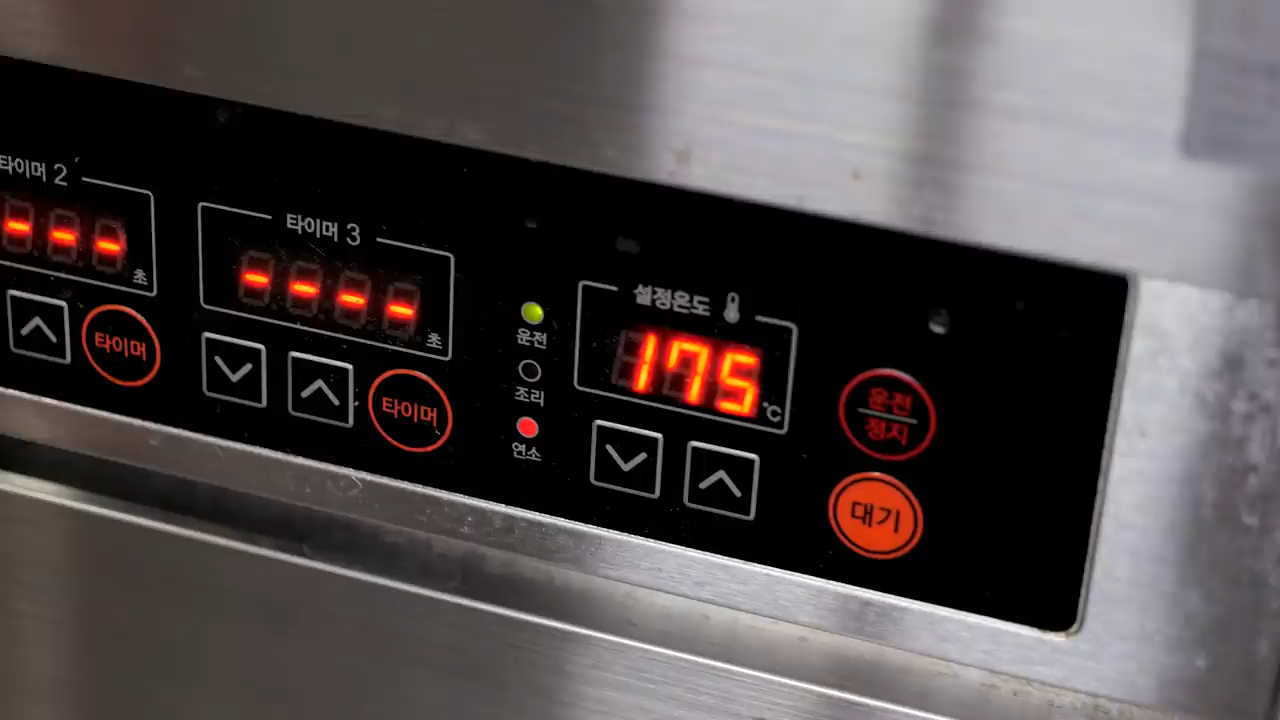 타이머 2
---
초
타이머
타이머 3
----
초
타이머
운전
조리
연소
설정온도
175
℃
운전
정지
대기